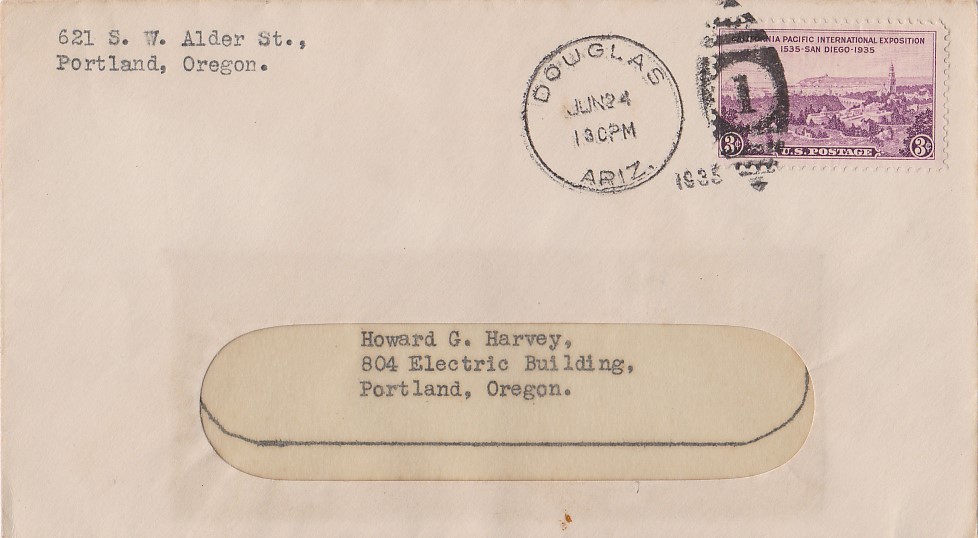 621 S. W. Alder St.,
Portland, Oregon.
DOUGLAS
JUN 24
1 30 PM
ARIZ.
1935
1
PACIFIC INTERNATIONAL EXPOSITION
1535 · SAN DIEGO · 1935
3¢ U.S. POSTAGE 3¢
Howard G. Harvey,
804 Electric Building,
Portland, Oregon.